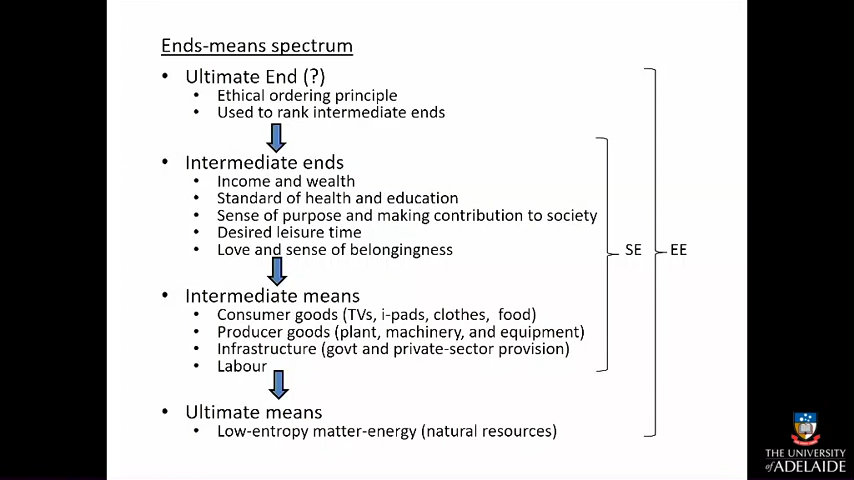 Ends-means spectrum
• Ultimate End (?)
• Ethical ordering principle
• Used to rank intermediate ends
• Intermediate ends
• Income and wealth
• Standard of health and education
• Sense of purpose and making contribution to society
• Desired leisure time
• Love and sense of belongingness
SE
EE
• Intermediate means
• Consumer goods (TVs, i-pads, clothes, food)
• Producer goods (plant, machinery, and equipment)
• Infrastructure (govt and private-sector provision)
• Labour
• Ultimate means
• Low-entropy matter-energy (natural resources)
THE UNIVERSITY
of ADELAIDE